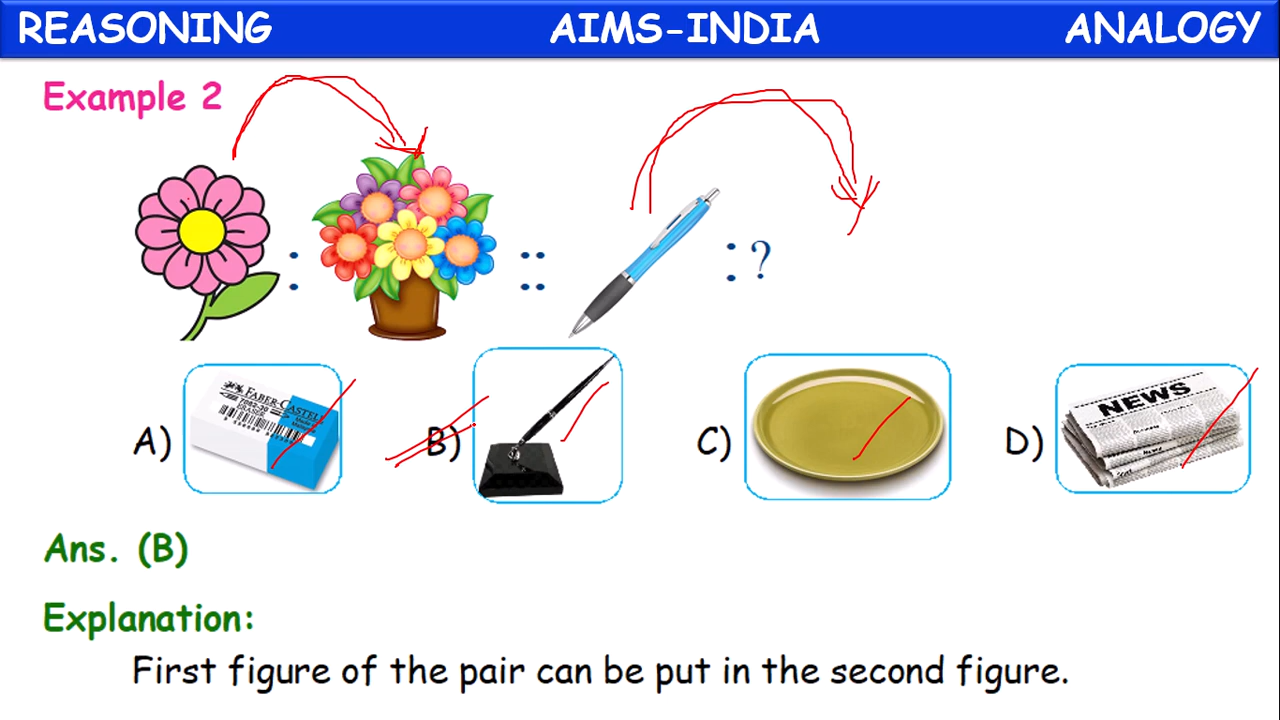 REASONING AIMS-INDIA ANALOGY
Example 2
: :: : ?
A) B) C) D)
FABER-CASTELL
NEWS
Ans. (B)
Explanation:
First figure of the pair can be put in the second figure.